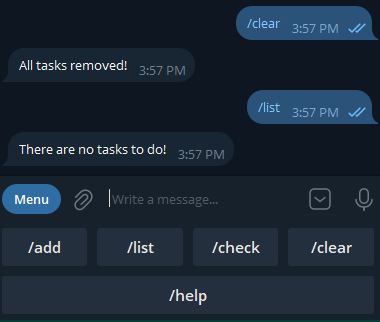 /clear 3:57 PM
All tasks removed! 3:57 PM
/list 3:57 PM
There are no tasks to do! 3:57 PM
Menu Write a message...
/add /list /check /clear
/help